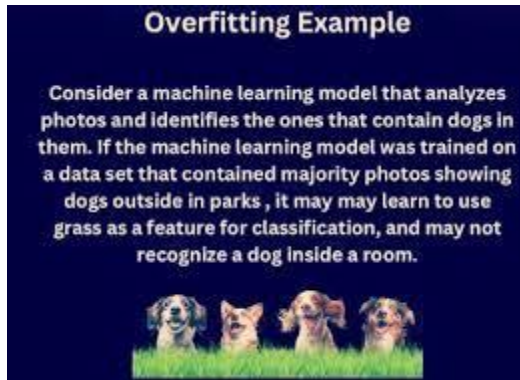 Overfitting Example
Consider a machine learning model that analyzes
photos and identifies the ones that contain dogs in
them. If the machine learning model was trained on
a data set that contained majority photos showing
dogs outside in parks , it may may learn to use
grass as a feature for classification, and may not
recognize a dog inside a room.